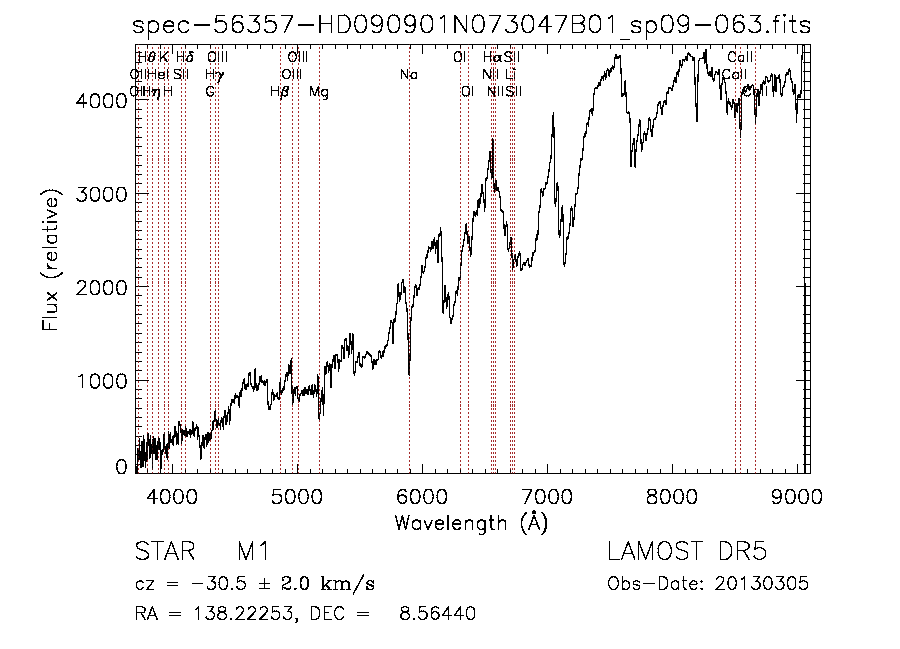 spec-56357-HD090901N073047B01_sp09-063.fits
Hθ K Hδ OIII OIII OI Hα SII CaII
OII HeI SII Hγ OIII Na NII Li CaII
OII Hη H G Hβ Mg OI NII SII CaII
4000
3000
2000
1000
0
Flux (relative)
4000 5000 6000 7000 8000 9000
Wavelength (Å)
STAR M1 LAMOST DR5
cz = −30.5 ± 2.0 km/s Obs-Date: 20130305
RA = 138.22253, DEC = 8.56440